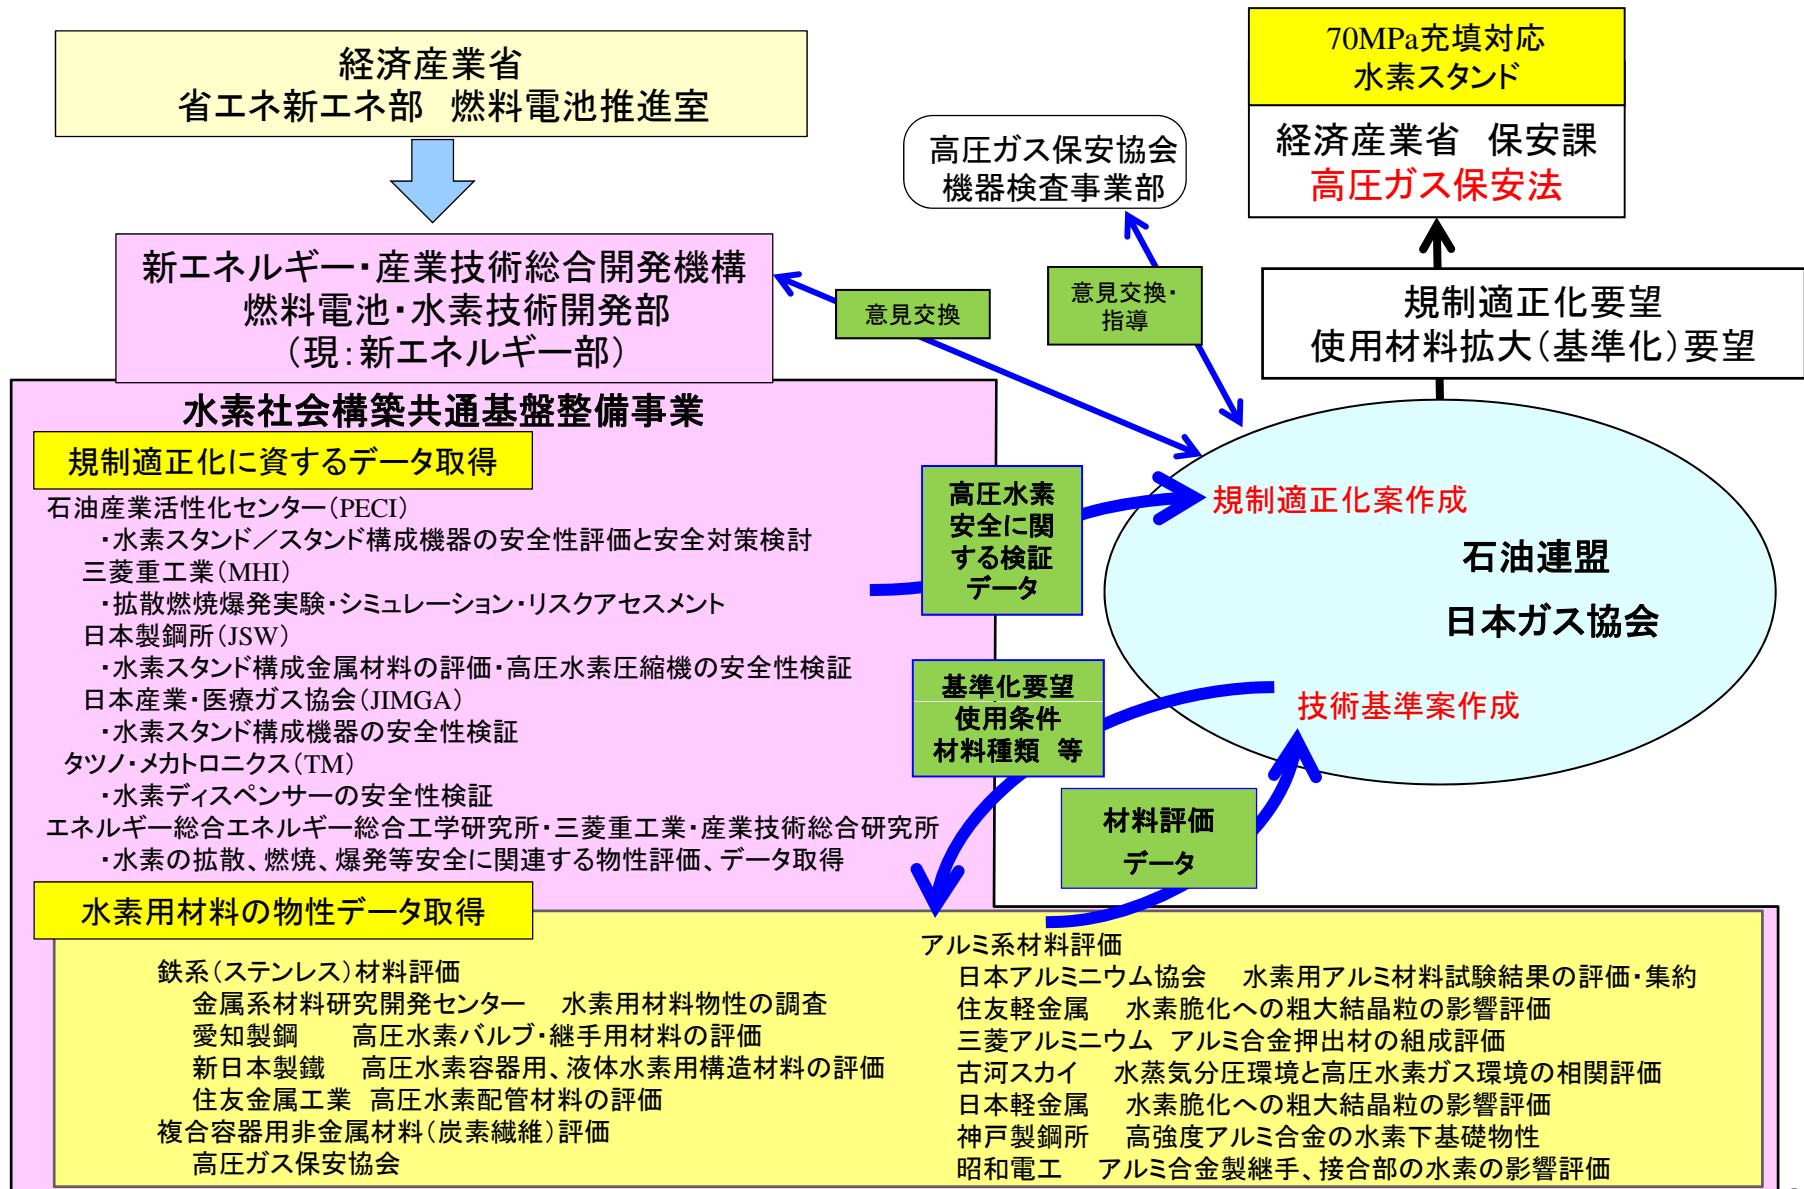 経済産業省
省エネ新エネ部　燃料電池推進室
70MPa充填対応
水素スタンド
経済産業省　保安課
高圧ガス保安法
高圧ガス保安協会
機器検査事業部
新エネルギー・産業技術総合開発機構
燃料電池・水素技術開発部
（現：新エネルギー部）
意見交換
意見交換・
指導
規制適正化要望
使用材料拡大（基準化）要望
水素社会構築共通基盤整備事業
規制適正化に資するデータ取得
石油産業活性化センター（PECI）
・水素スタンド／スタンド構成機器の安全性評価と安全対策検討
三菱重工業（MHI）
・拡散燃焼爆発実験・シミュレーション・リスクアセスメント
日本製鋼所（JSW）
・水素スタンド構成金属材料の評価・高圧水素圧縮機の安全性検証
日本産業・医療ガス協会（JIMGA）
・水素スタンド構成機器の安全性検証
タツノ・メカトロニクス（TM）
・水素ディスペンサーの安全性検証
エネルギー総合エネルギー総合工学研究所・三菱重工業・産業技術総合研究所
・水素の拡散、燃焼、爆発等安全に関連する物性評価、データ取得
高圧水素
安全に関
する検証
データ
規制適正化案作成
石油連盟
日本ガス協会
技術基準案作成
基準化要望
使用条件
材料種類　等
材料評価
データ
水素用材料の物性データ取得
鉄系（ステンレス）材料評価
金属系材料研究開発センター　水素用材料物性の調査
愛知製鋼　高圧水素バルブ・継手用材料の評価
新日本製鐵　高圧水素容器用、液体水素用構造材料の評価
住友金属工業　高圧水素配管材料の評価
複合容器用非金属材料（炭素繊維）評価
高圧ガス保安協会
アルミ系材料評価
日本アルミニウム協会　水素用アルミ材料試験結果の評価・集約
住友軽金属　水素脆化への粗大結晶粒の影響評価
三菱アルミニウム　アルミ合金押出材の組成評価
古河スカイ　水蒸気分圧環境と高圧水素ガス環境の相関評価
日本軽金属　水素脆化への粗大結晶粒の影響評価
神戸製鋼所　高強度アルミ合金の水素下基礎物性
昭和電工　アルミ合金製継手、接合部の水素の影響評価